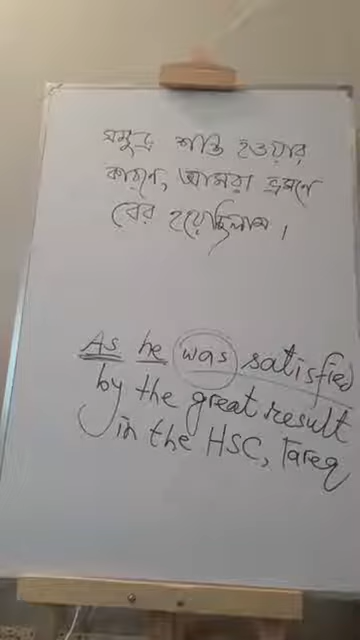 সমুদ্র শান্ত হওয়ার
কারণে, আমরা ভ্রমণে
বের হয়েছিলাম।
As he was satisfied
by the great result
in the HSC, Tareq